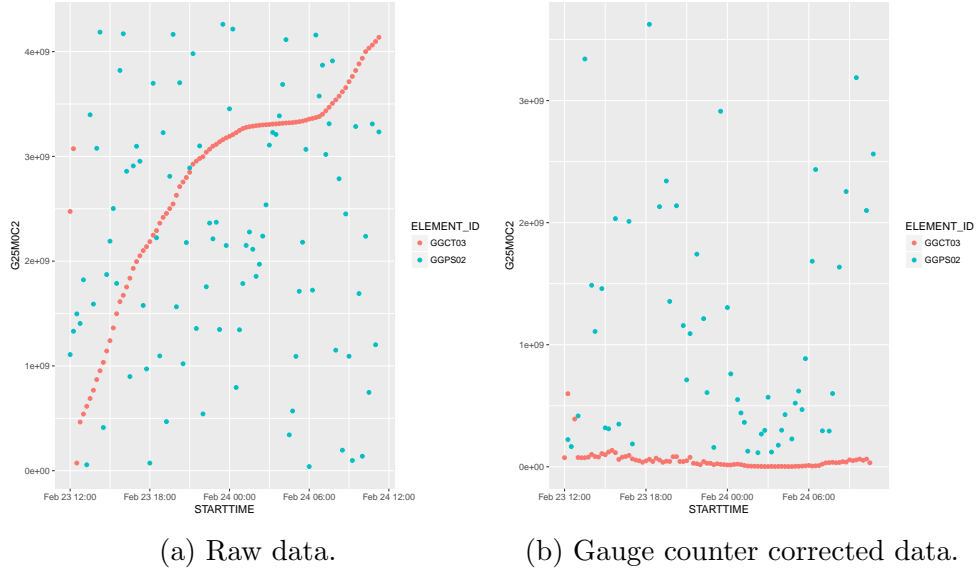 4e+09
3e+09
2e+09
1e+09
0e+00
G25M0C2
Feb 23 12:00
Feb 23 18:00
Feb 24 00:00
Feb 24 06:00
Feb 24 12:00
STARTTIME
ELEMENT_ID
GGCT03
GGPS02
(a) Raw data.
3e+09
2e+09
1e+09
0e+00
G25M0C2
Feb 23 12:00
Feb 23 18:00
Feb 24 00:00
Feb 24 06:00
STARTTIME
ELEMENT_ID
GGCT03
GGPS02
(b) Gauge counter corrected data.